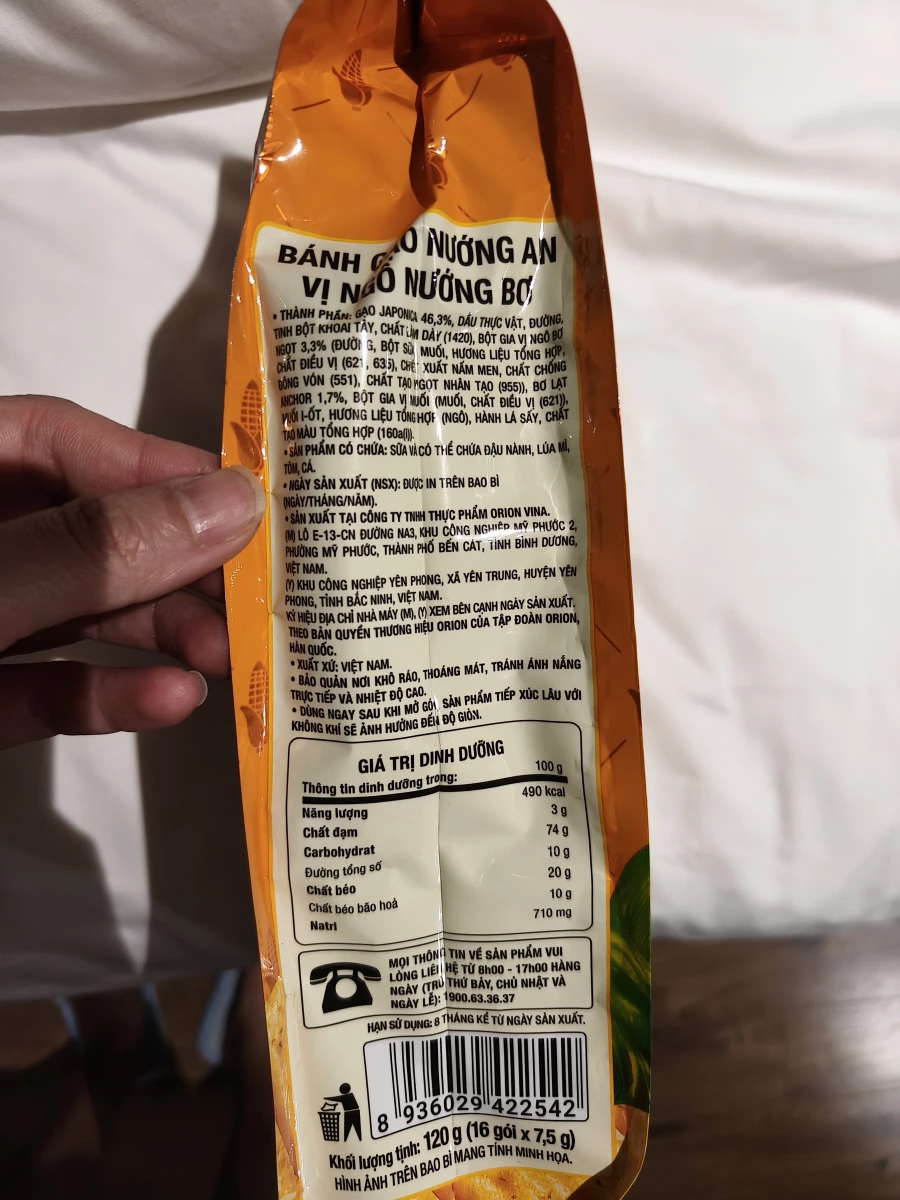 BÁNH GẠO NƯỚNG AN
VỊ NGÔ NƯỚNG BƠ
• THÀNH PHẦN: GẠO JAPONICA 46,3%, DẦU THỰC VẬT, ĐƯỜNG,
TINH BỘT KHOAI TÂY, CHẤT LÀM DÀY (1420), BỘT GIA VỊ NGÔ BƠ
NGỌT 3,3% (ĐƯỜNG, BỘT SỮA, MUỐI, HƯƠNG LIỆU TỔNG HỢP,
CHẤT ĐIỀU VỊ (621, 635), CHIẾT XUẤT NẤM MEN, CHẤT CHỐNG
ĐÔNG VÓN (551), CHẤT TẠO NGỌT NHÂN TẠO (955)), BƠ LẠT
ANCHOR 1,7%, BỘT GIA VỊ MUỐI (MUỐI, CHẤT ĐIỀU VỊ (621)),
MUỐI I-ỐT, HƯƠNG LIỆU TỔNG HỢP (NGÔ), HÀNH LÁ SẤY, CHẤT
TẠO MÀU TỔNG HỢP (160a(i)).
• SẢN PHẨM CÓ CHỨA: SỮA VÀ CÓ THỂ CHỨA ĐẬU NÀNH, LÚA MÌ,
TÔM, CÁ.
• NGÀY SẢN XUẤT (NSX): ĐƯỢC IN TRÊN BAO BÌ
(NGÀY/THÁNG/NĂM).
• SẢN XUẤT TẠI CÔNG TY TNHH THỰC PHẨM ORION VINA.
(M) LÔ E-13-CN ĐƯỜNG NA3, KHU CÔNG NGHIỆP MỸ PHƯỚC 2,
PHƯỜNG MỸ PHƯỚC, THÀNH PHỐ BẾN CÁT, TỈNH BÌNH DƯƠNG,
VIỆT NAM.
(Y) KHU CÔNG NGHIỆP YÊN PHONG, XÃ YÊN TRUNG, HUYỆN YÊN
PHONG, TỈNH BẮC NINH, VIỆT NAM.
KÝ HIỆU ĐỊA CHỈ NHÀ MÁY (M), (Y) XEM BÊN CẠNH NGÀY SẢN XUẤT.
THEO BẢN QUYỀN THƯƠNG HIỆU ORION CỦA TẬP ĐOÀN ORION,
HÀN QUỐC.
• XUẤT XỨ: VIỆT NAM.
• BẢO QUẢN NƠI KHÔ RÁO, THOÁNG MÁT, TRÁNH ÁNH NẮNG
TRỰC TIẾP VÀ NHIỆT ĐỘ CAO.
• DÙNG NGAY SAU KHI MỞ GÓI, SẢN PHẨM TIẾP XÚC LÂU VỚI
KHÔNG KHÍ SẼ ẢNH HƯỞNG ĐẾN ĐỘ GIÒN.
GIÁ TRỊ DINH DƯỠNG
Thông tin dinh dưỡng trong: 100 g
Năng lượng 490 kcal
Chất đạm 3 g
Carbohydrat 74 g
Đường tổng số 10 g
Chất béo 20 g
Chất béo bão hoà 10 g
Natri 710 mg
MỌI THÔNG TIN VỀ SẢN PHẨM VUI
LÒNG LIÊN HỆ TỪ 8h00 - 17h00 HÀNG
NGÀY (TRỪ THỨ BẢY, CHỦ NHẬT VÀ
NGÀY LỄ): 1900.63.36.37
HẠN SỬ DỤNG: 8 THÁNG KỂ TỪ NGÀY SẢN XUẤT.
8 936029 422542
Khối lượng tịnh: 120 g (16 gói x 7,5 g)
HÌNH ẢNH TRÊN BAO BÌ MANG TÍNH MINH HỌA.